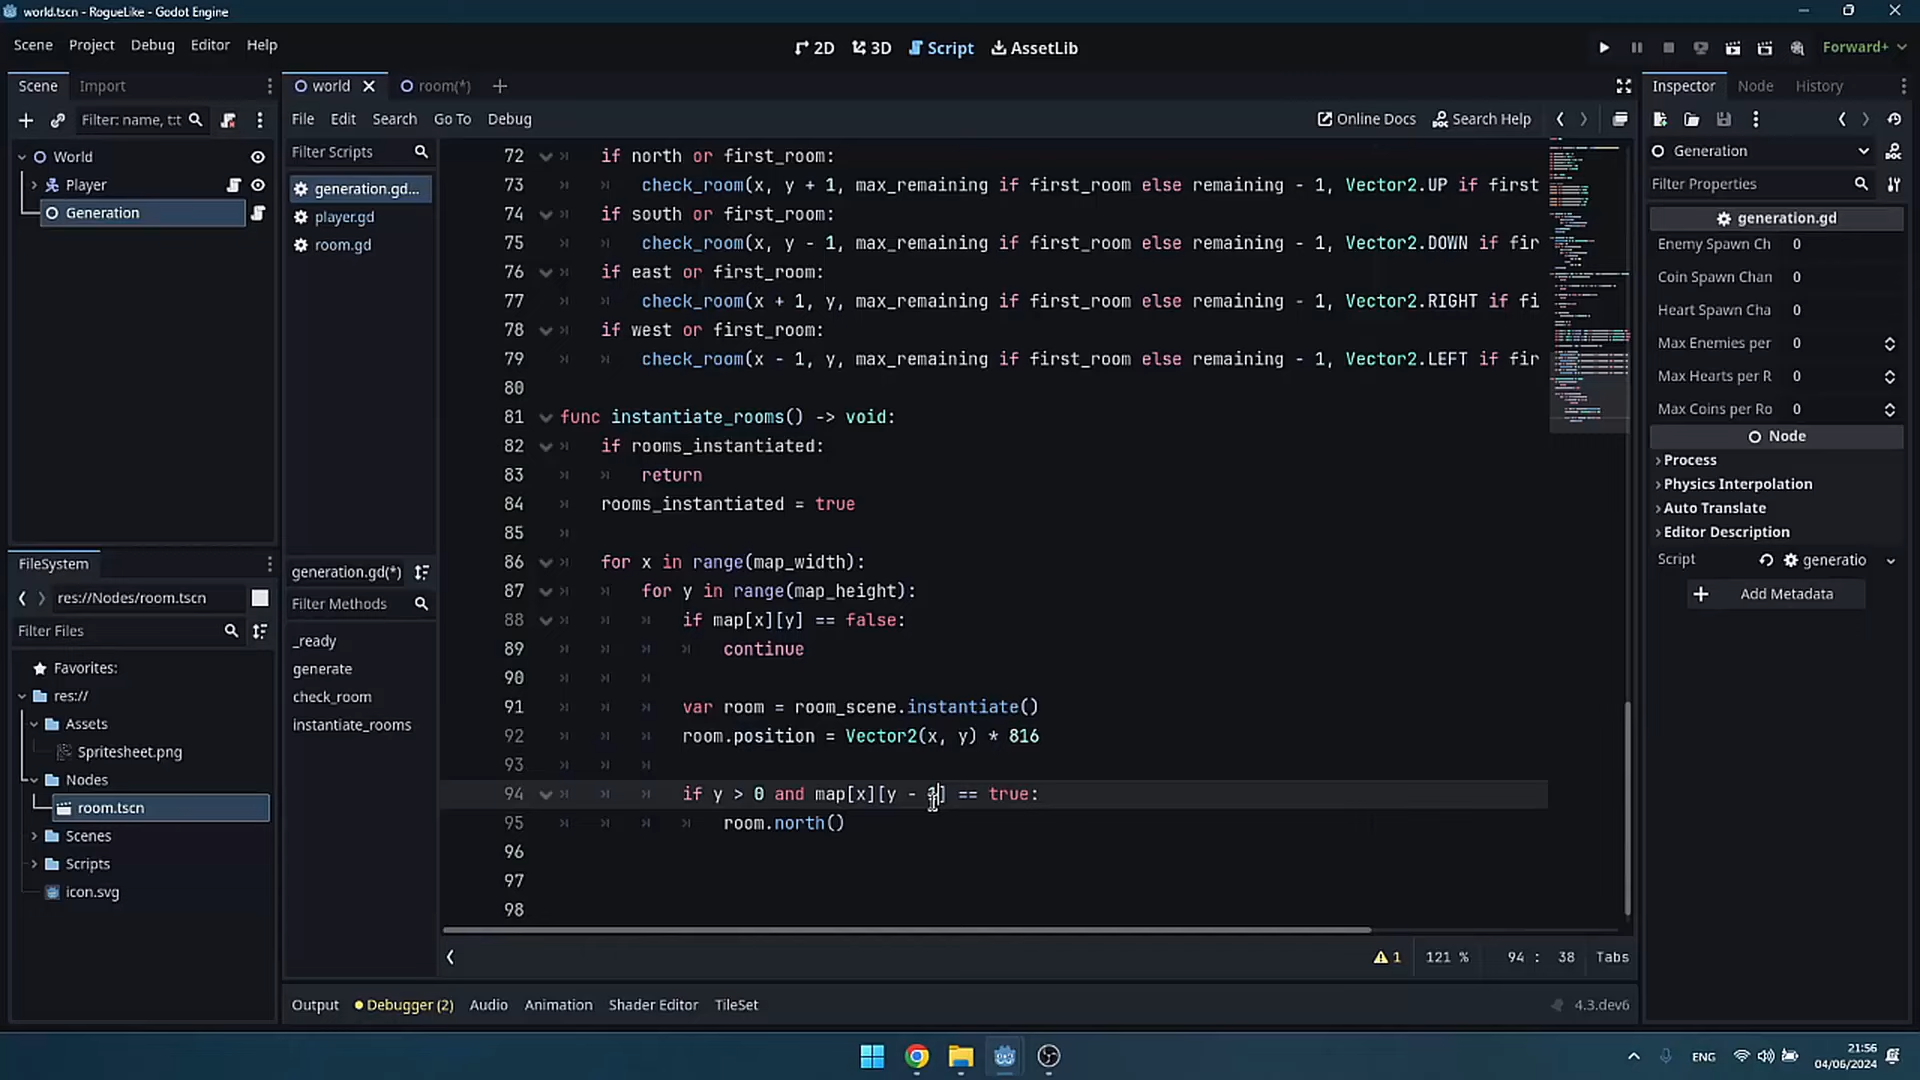 world.tscn - RogueLike - Godot Engine
Scene Project Debug Editor Help
2D 3D Script AssetLib
Forward+
Scene Import
world room(*)
Inspector Node History
Filter: name, t:t
File Edit Search Go To Debug
Online Docs Search Help
World
Player
Generation
Filter Scripts
generation.gd...
player.gd
room.gd
72 if north or first_room:
73 check_room(x, y + 1, max_remaining if first_room else remaining - 1, Vector2.UP if first
74 if south or first_room:
75 check_room(x, y - 1, max_remaining if first_room else remaining - 1, Vector2.DOWN if fir
76 if east or first_room:
77 check_room(x + 1, y, max_remaining if first_room else remaining - 1, Vector2.RIGHT if fi
78 if west or first_room:
79 check_room(x - 1, y, max_remaining if first_room else remaining - 1, Vector2.LEFT if fir
80
81 func instantiate_rooms() -> void:
82 if rooms_instantiated:
83 return
84 rooms_instantiated = true
85
86 for x in range(map_width):
87 for y in range(map_height):
88 if map[x][y] == false:
89 continue
90
91 var room = room_scene.instantiate()
92 room.position = Vector2(x, y) * 816
93
94 if y > 0 and map[x][y - 1] == true:
95 room.north()
96
97
98
Generation
Filter Properties
generation.gd
Enemy Spawn Ch 0
Coin Spawn Chan 0
Heart Spawn Cha 0
Max Enemies per 0
Max Hearts per R 0
Max Coins per Ro 0
Node
Process
Physics Interpolation
Auto Translate
Editor Description
Script generatio
Add Metadata
FileSystem
res://Nodes/room.tscn
Filter Files
Favorites:
res://
Assets
Spritesheet.png
Nodes
room.tscn
Scenes
Scripts
icon.svg
generation.gd(*)
Filter Methods
_ready
generate
check_room
instantiate_rooms
1 121 % 94 : 38 Tabs
Output Debugger (2) Audio Animation Shader Editor TileSet
4.3.dev6
ENG
21:56
04/06/2024